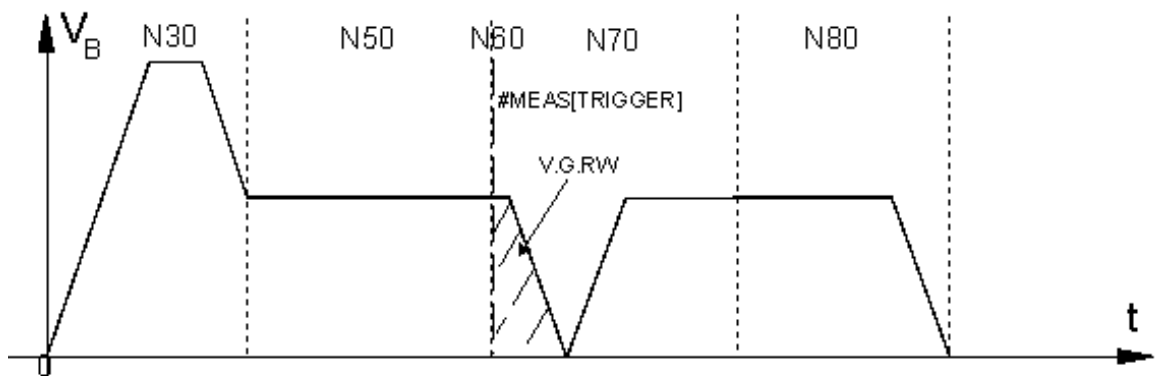 V_B N30 N50 N60 N70 N80
#MEAS[TRIGGER]
V.G.RW
t
0